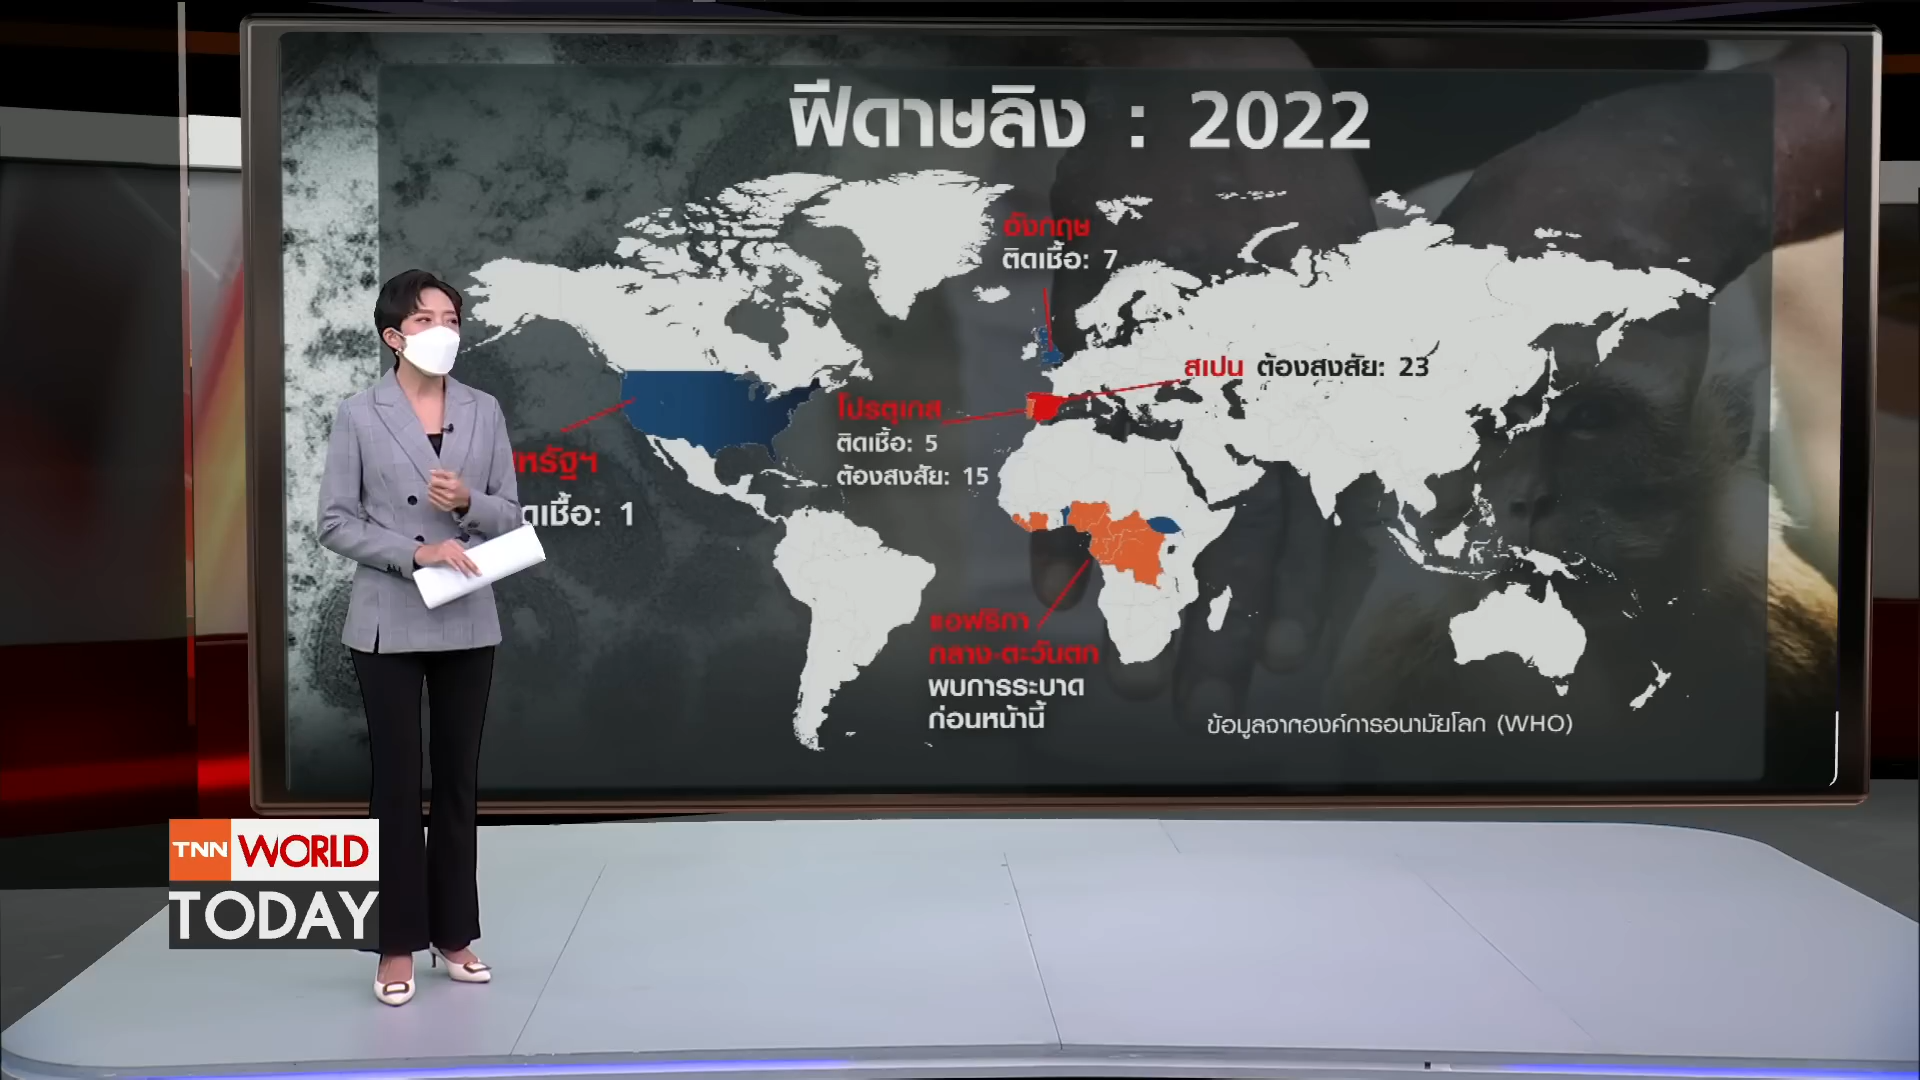 ฝีดาษลิง : 2022
อังกฤษ
ติดเชื้อ: 7
สเปน ต้องสงสัย: 23
โปรตุเกส
ติดเชื้อ: 5
ต้องสงสัย: 15
หรัฐฯ
ดเชื้อ: 1
แอฟริกา
กลาง-ตะวันตก
พบการระบาด
ก่อนหน้านี้
ข้อมูลจากองค์การอนามัยโลก (WHO)
TNN WORLD
TODAY